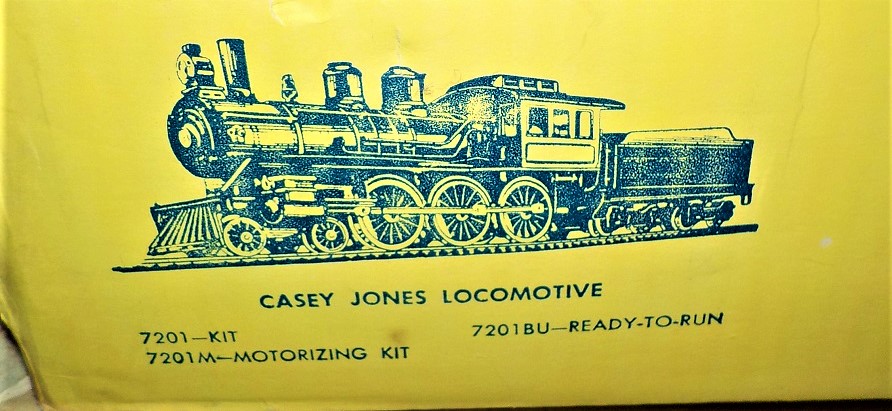 CASEY JONES LOCOMOTIVE
7201—KIT
7201M—MOTORIZING KIT
7201BU—READY-TO-RUN